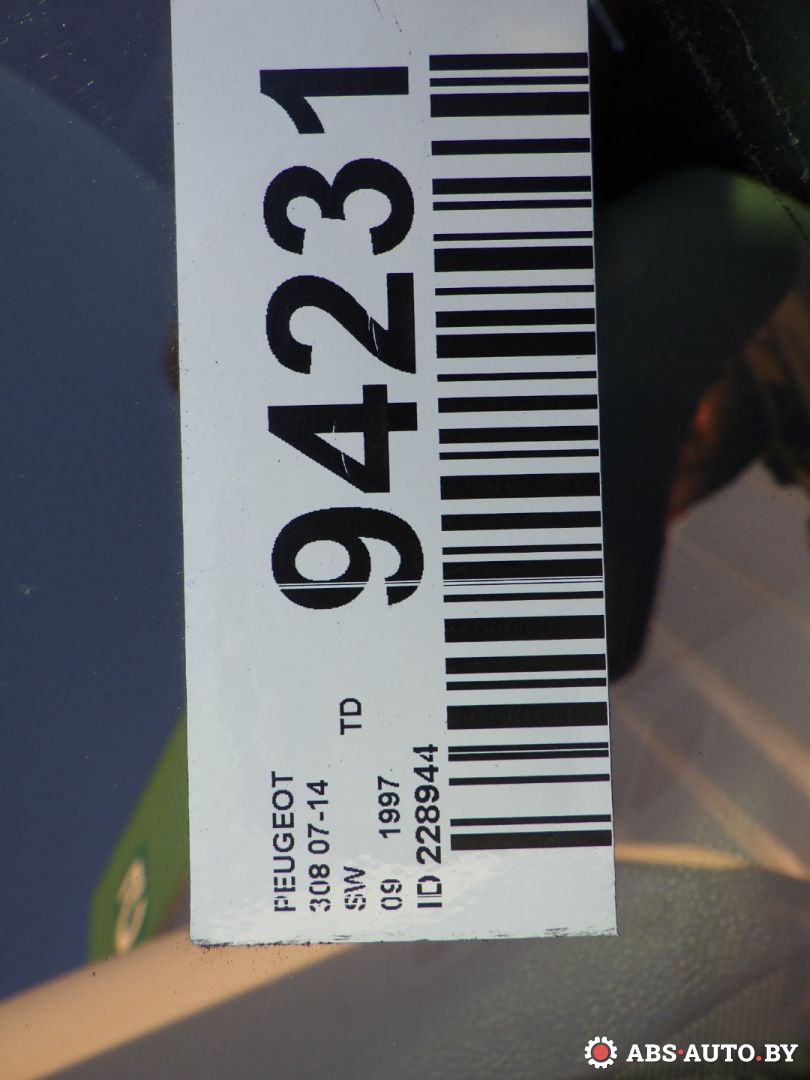 PEUGEOT
308 07-14
SW TD
09 1997
ID 228944
94231
ABS-AUTO.BY